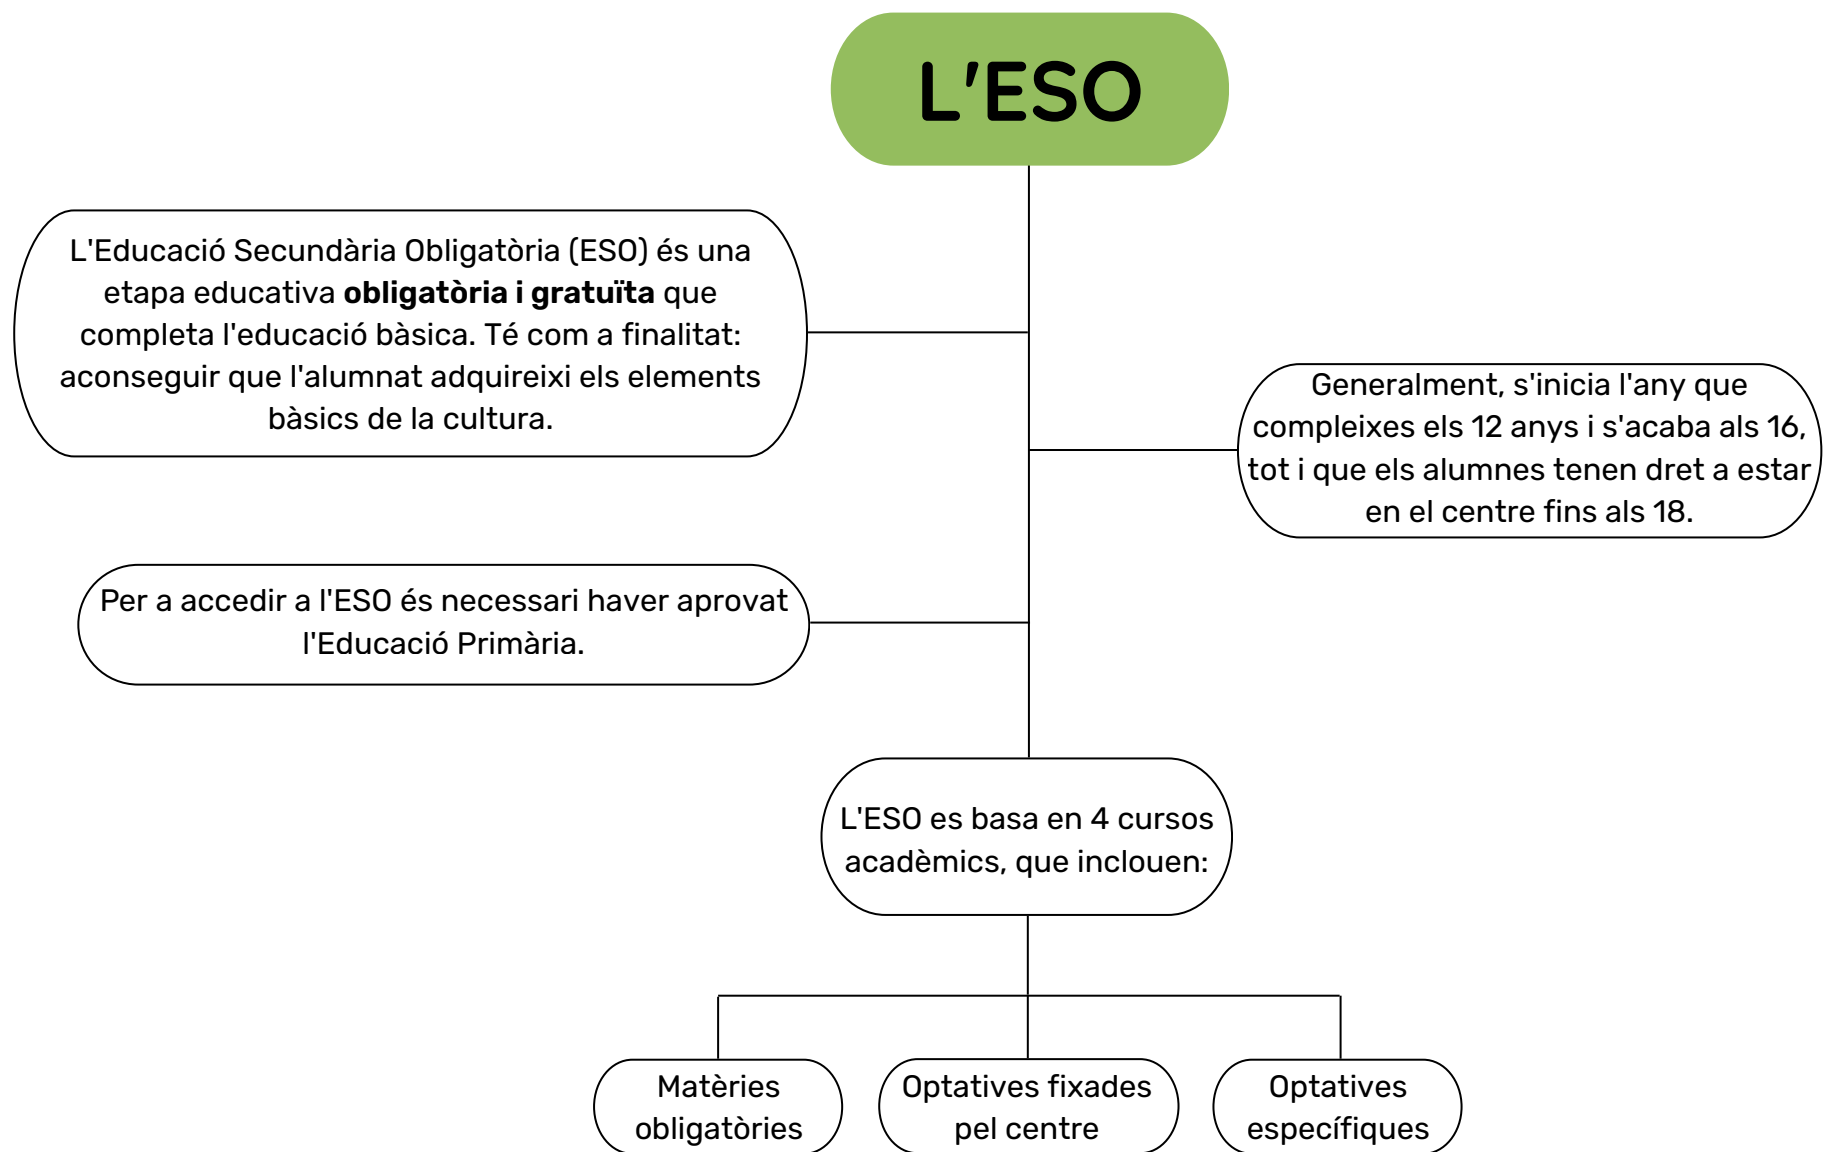 L'ESO
L'Educació Secundària Obligatòria (ESO) és una
etapa educativa obligatòria i gratuïta que
completa l'educació bàsica. Té com a finalitat:
aconseguir que l'alumnat adquireixi els elements
bàsics de la cultura.
Generalment, s'inicia l'any que
compleixes els 12 anys i s'acaba als 16,
tot i que els alumnes tenen dret a estar
en el centre fins als 18.
Per a accedir a l'ESO és necessari haver aprovat
l'Educació Primària.
L'ESO es basa en 4 cursos
acadèmics, que inclouen:
Matèries
obligatòries
Optatives fixades
pel centre
Optatives
específiques